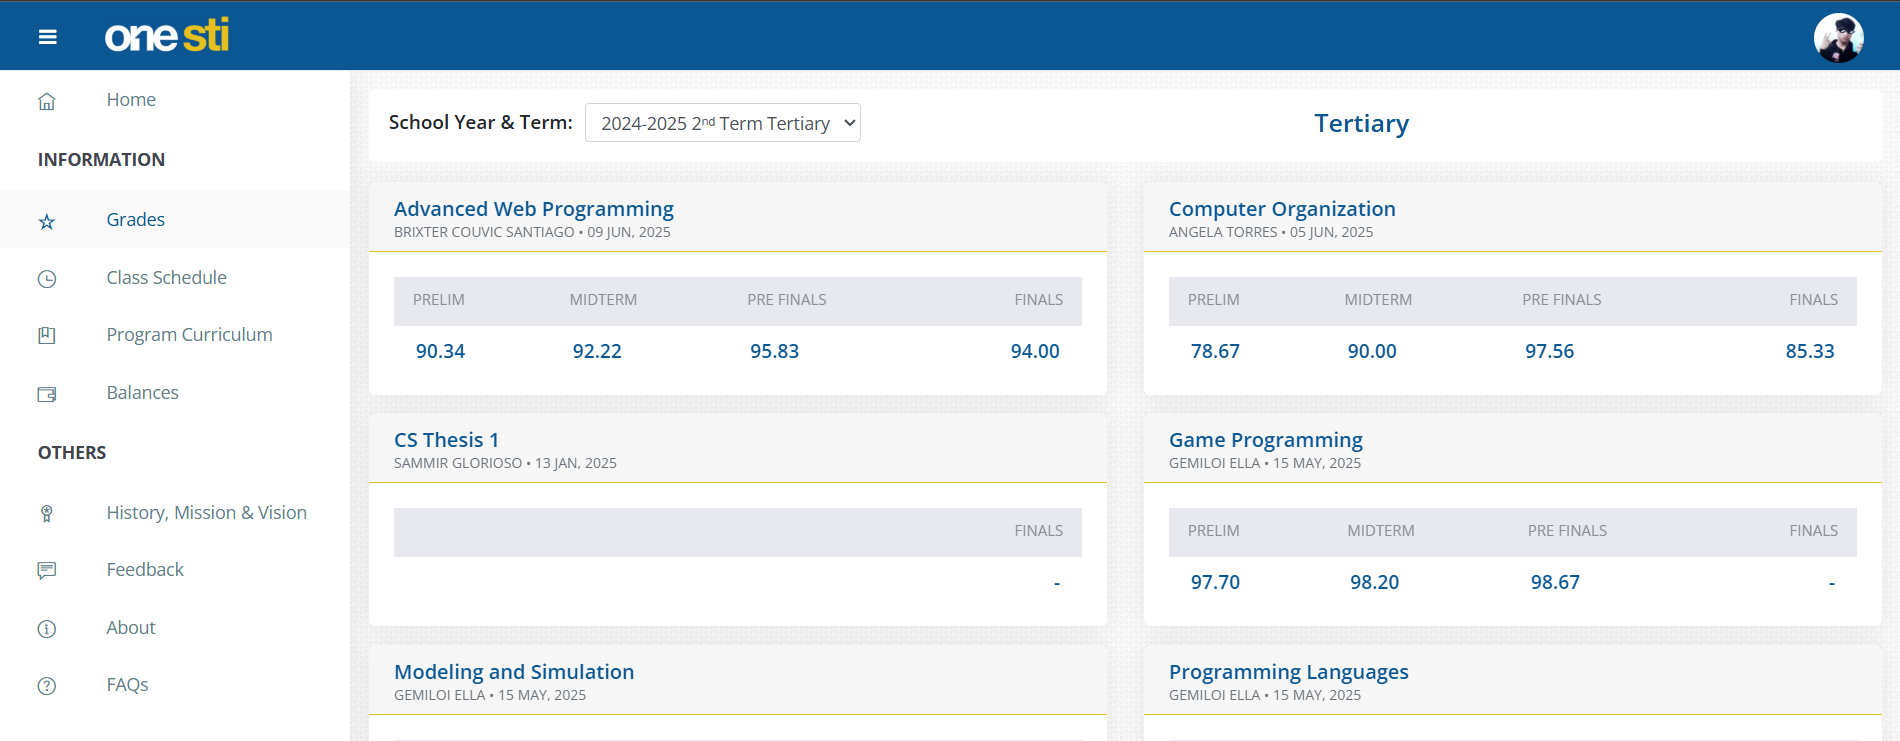 one sti
Home
INFORMATION
Grades
Class Schedule
Program Curriculum
Balances
OTHERS
History, Mission & Vision
Feedback
About
FAQs
School Year & Term: 2024-2025 2ⁿᵈ Term Tertiary
Tertiary
Advanced Web Programming
BRIXTER COUVIC SANTIAGO • 09 JUN, 2025
PRELIM MIDTERM PRE FINALS FINALS
90.34 92.22 95.83 94.00
Computer Organization
ANGELA TORRES • 05 JUN, 2025
PRELIM MIDTERM PRE FINALS FINALS
78.67 90.00 97.56 85.33
CS Thesis 1
SAMMIR GLORIOSO • 13 JAN, 2025
FINALS
-
Game Programming
GEMILOI ELLA • 15 MAY, 2025
PRELIM MIDTERM PRE FINALS FINALS
97.70 98.20 98.67 -
Modeling and Simulation
GEMILOI ELLA • 15 MAY, 2025
Programming Languages
GEMILOI ELLA • 15 MAY, 2025